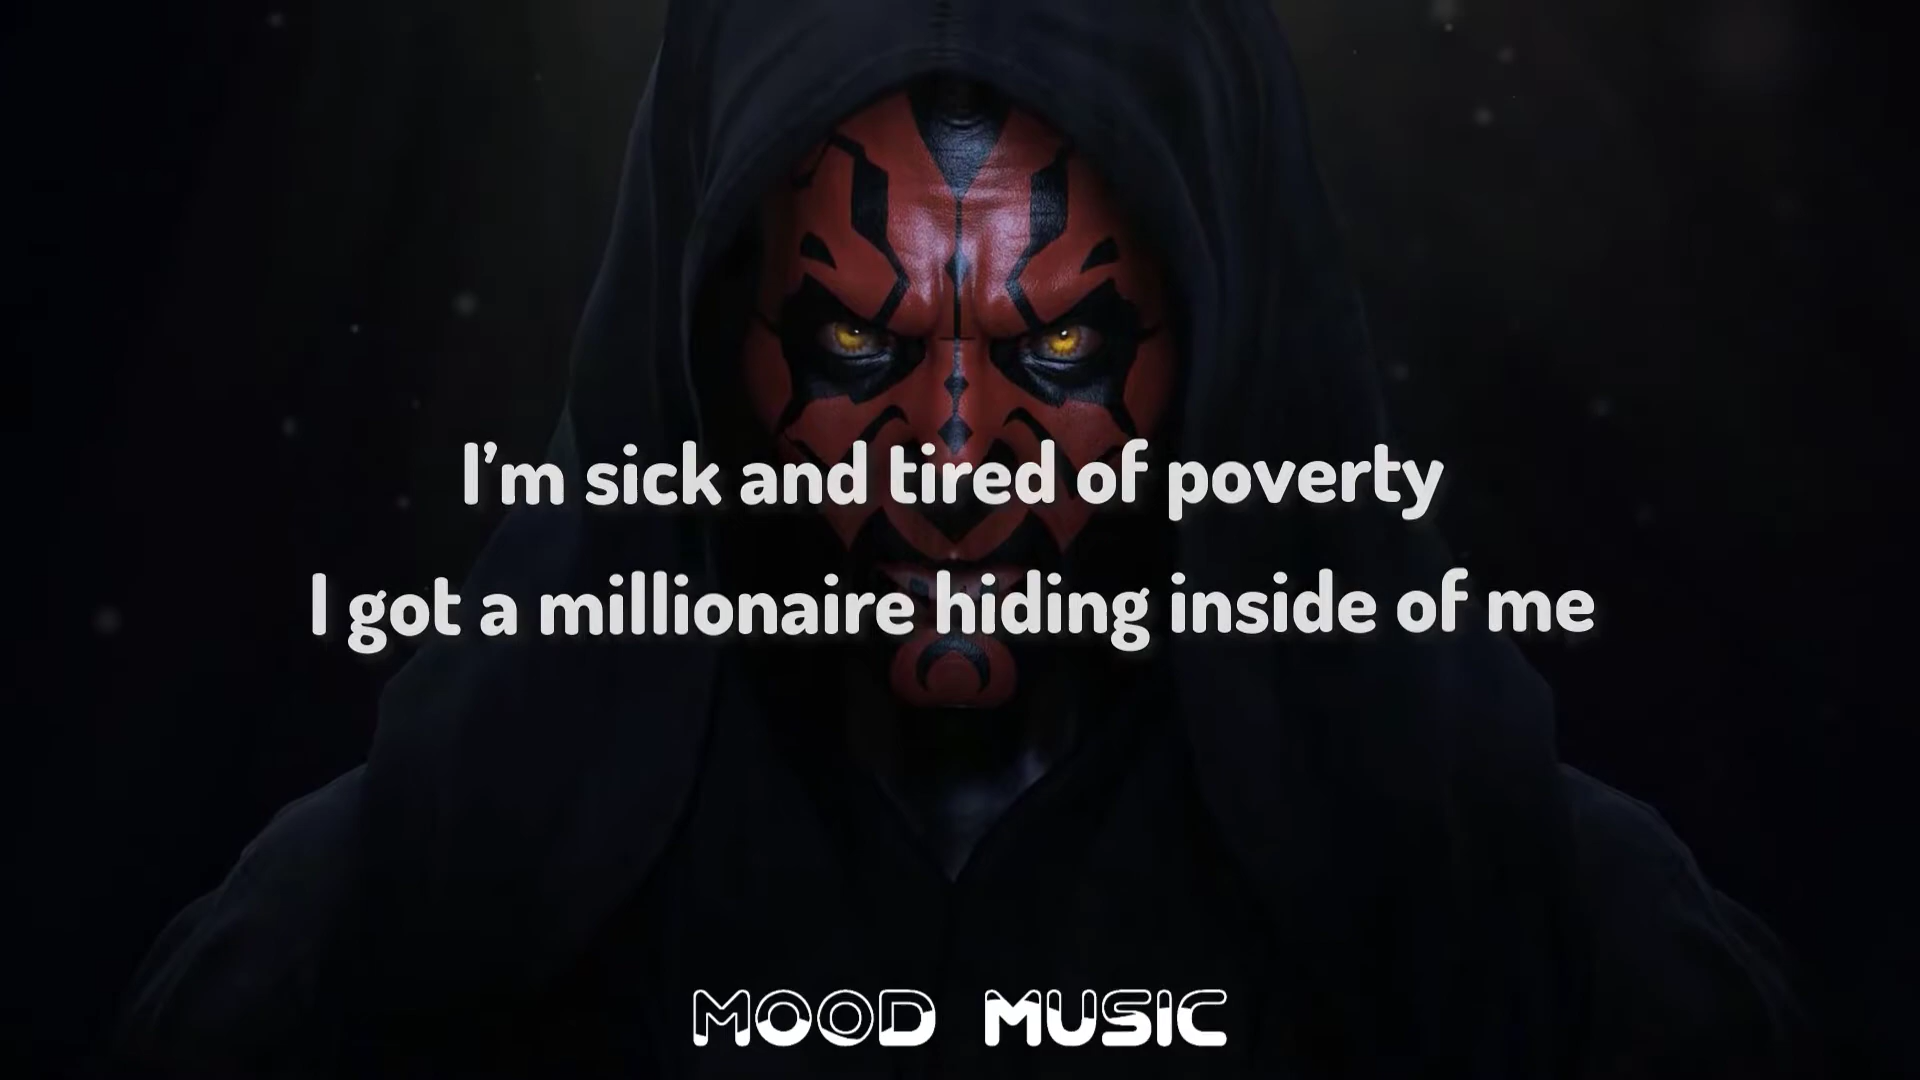 I'm sick and tired of poverty
I got a millionaire hiding inside of me
MOOD MUSIC